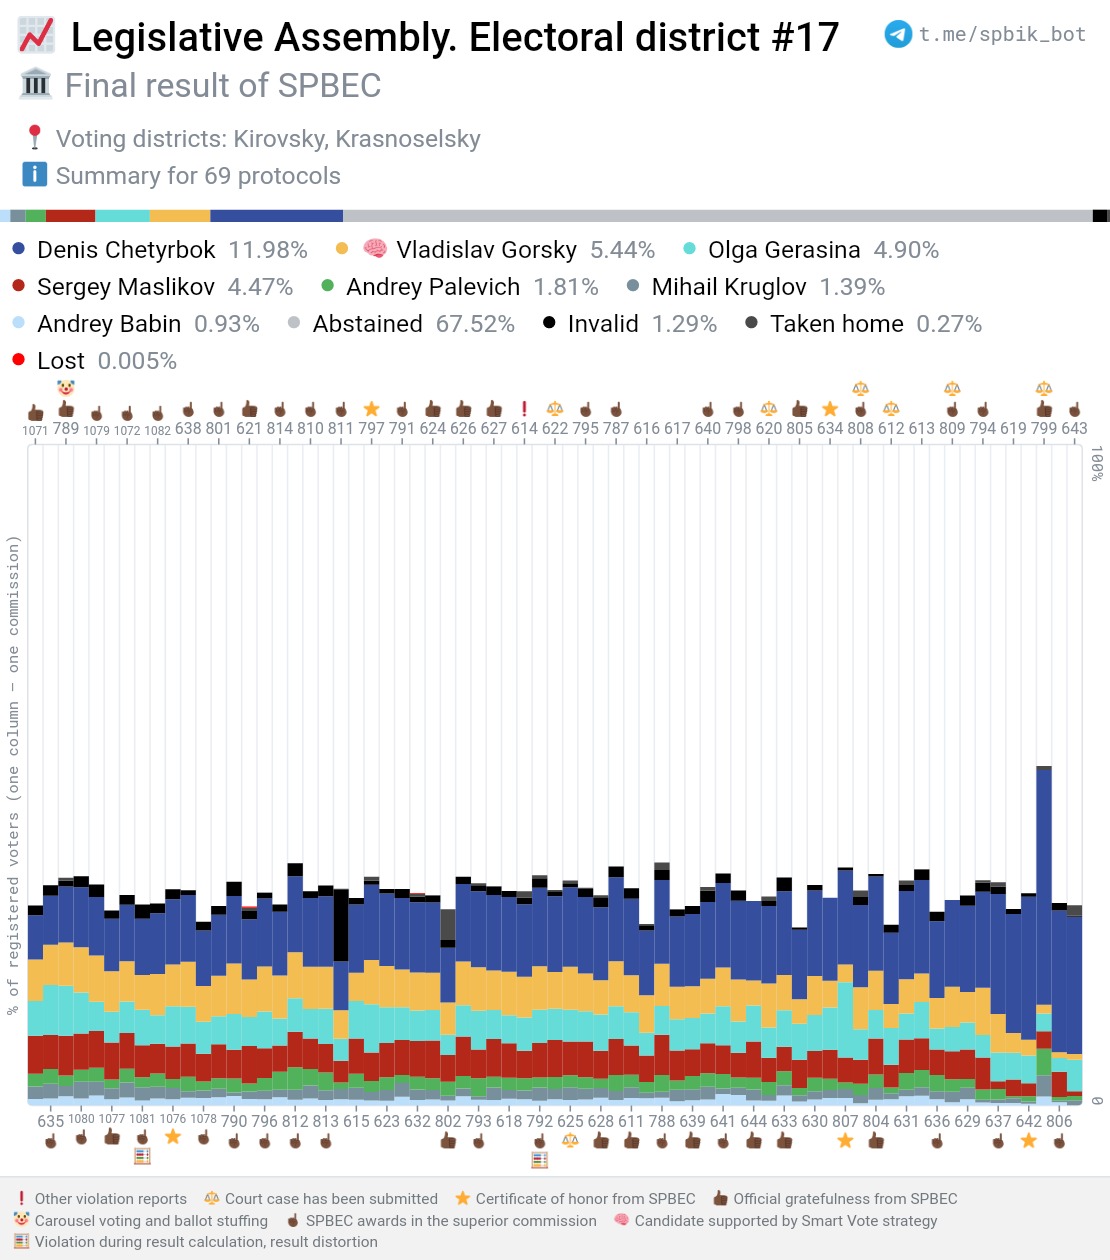 Legislative Assembly. Electoral district #17
t.me/spbik_bot
Final result of SPBEC
Voting districts: Kirovsky, Krasnoselsky
Summary for 69 protocols
Denis Chetyrbok 11.98% Vladislav Gorsky 5.44% Olga Gerasina 4.90%
Sergey Maslikov 4.47% Andrey Palevich 1.81% Mihail Kruglov 1.39%
Andrey Babin 0.93% Abstained 67.52% Invalid 1.29% Taken home 0.27%
Lost 0.005%
1071 789 1079 1072 1082 638 801 621 814 810 811 797 791 624 626 627 614 622 795 787 616 617 640 798 620 805 634 808 612 613 809 794 619 799 643
100%
% of registered voters (one column – one commission)
0
635 1080 1077 1081 1076 1078 790 796 812 813 615 623 632 802 793 618 792 625 628 611 788 639 641 644 633 630 807 804 631 636 629 637 642 806
Other violation reports Court case has been submitted Certificate of honor from SPBEC Official gratefulness from SPBEC
Carousel voting and ballot stuffing SPBEC awards in the superior commission Candidate supported by Smart Vote strategy
Violation during result calculation, result distortion